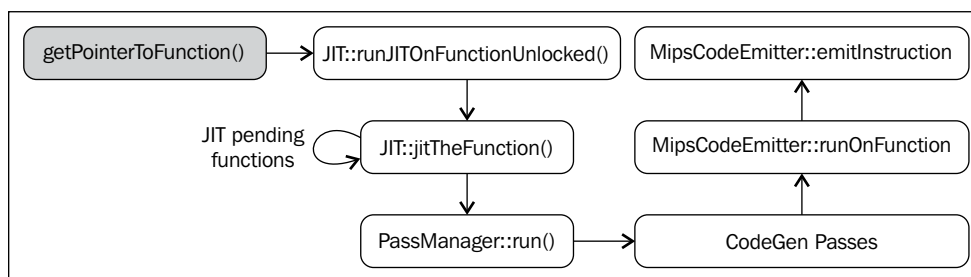 getPointerToFunction()
JIT::runJITOnFunctionUnlocked()
MipsCodeEmitter::emitInstruction
JIT pending
functions
JIT::jitTheFunction()
MipsCodeEmitter::runOnFunction
PassManager::run()
CodeGen Passes